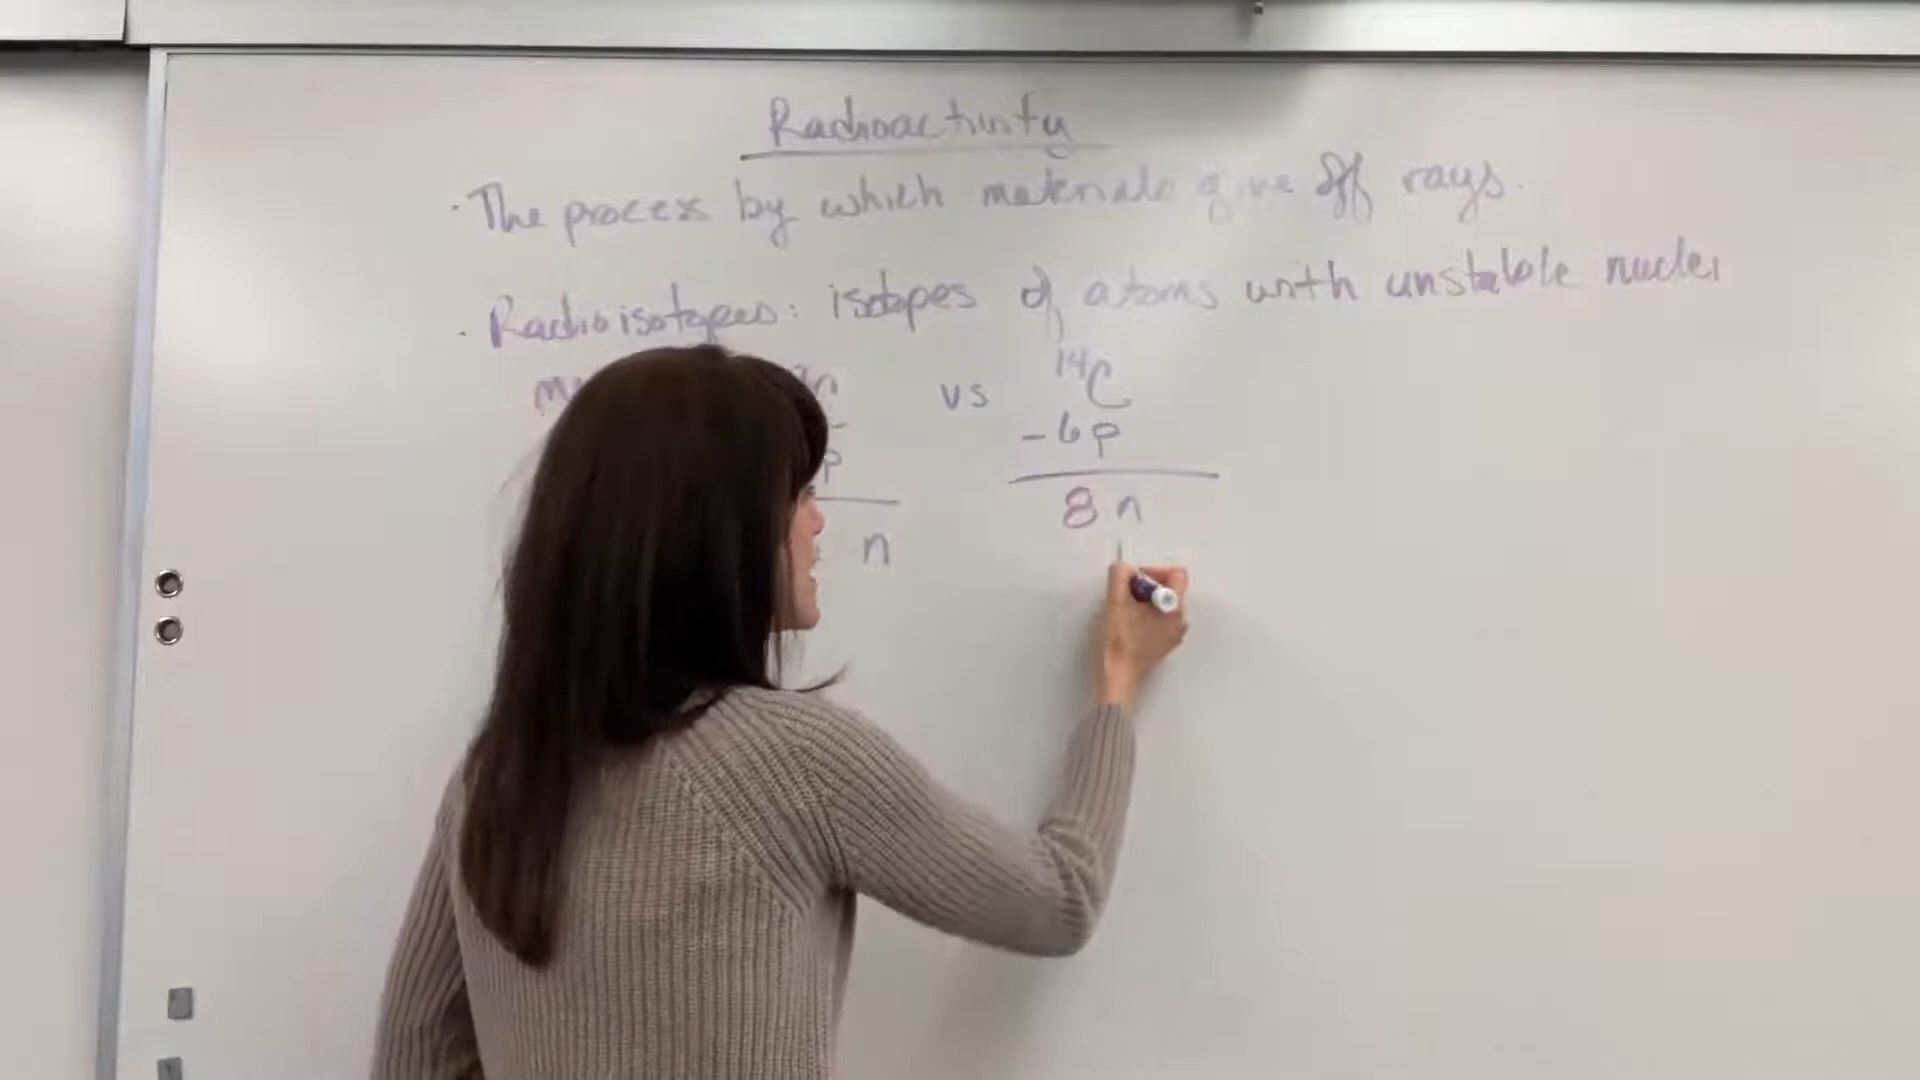 Radioactivity
· The process by which materials give off rays.
· Radioisotopes: isotopes of atoms with unstable nuclei
vs ¹⁴C
p - 6p
n 8 n